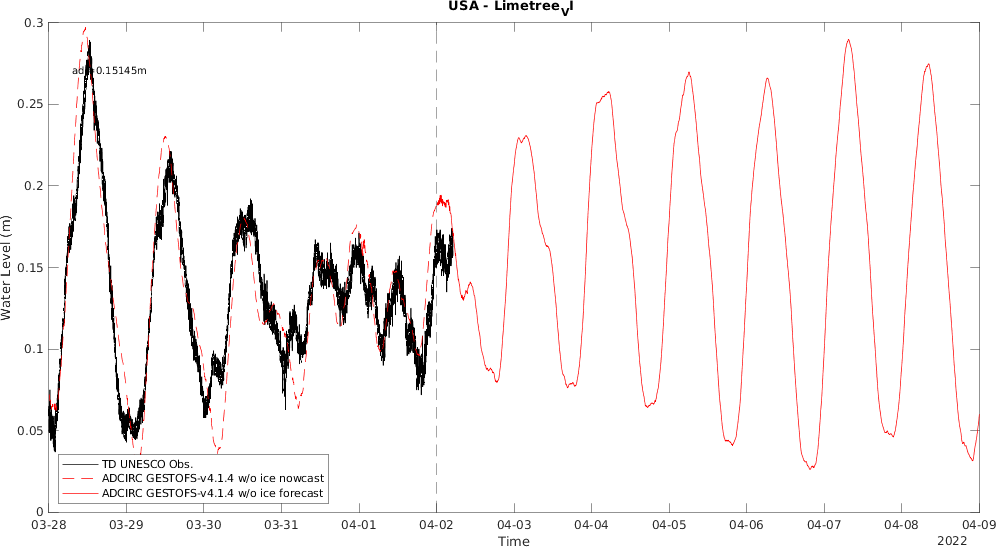 USA - LimetreeVI
0.3
0.25
0.2
0.15
0.1
0.05
0
Water Level (m)
=0.15145m
TD UNESCO Obs.
ADCIRC GESTOFS-v4.1.4 w/o ice nowcast
ADCIRC GESTOFS-v4.1.4 w/o ice forecast
03-28 03-29 03-30 03-31 04-01 04-02 04-03 04-04 04-05 04-06 04-07 04-08 04-09
Time
2022